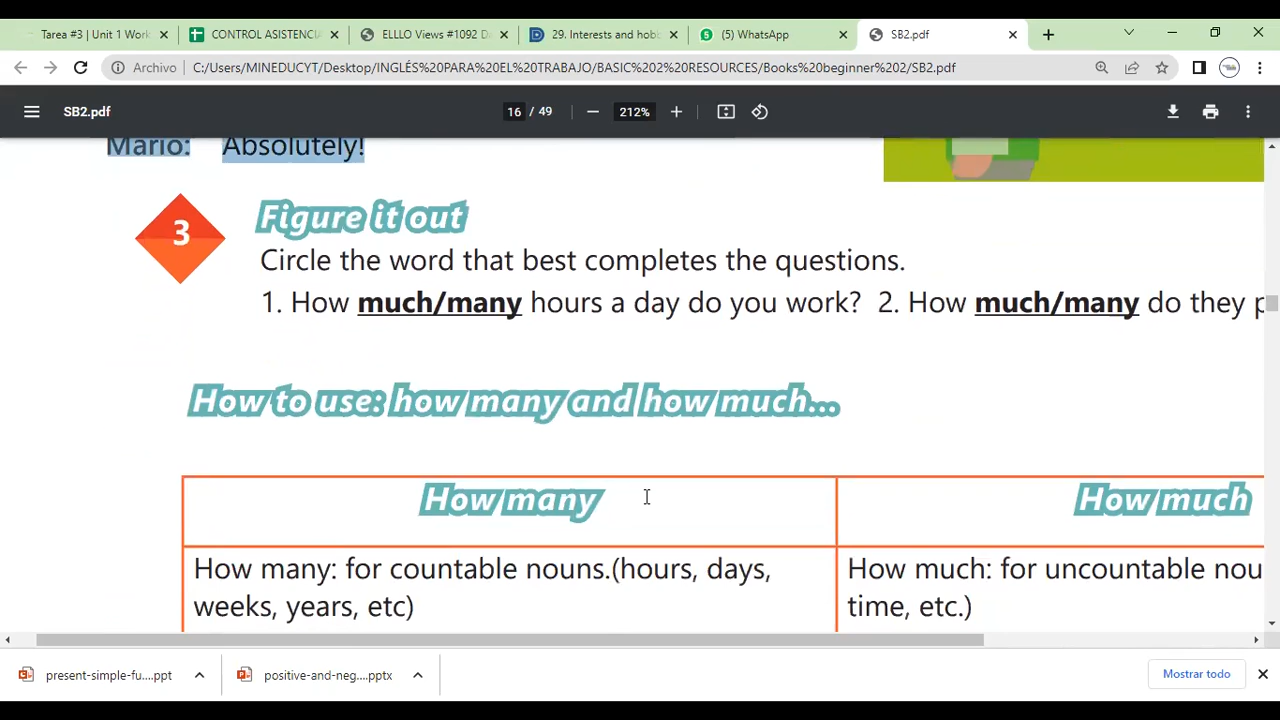 Tarea #3 | Unit 1 Work
CONTROL ASISTENCIA
ELLLO Views #1092 D
29. Interests and hobb
(5) WhatsApp
SB2.pdf
Archivo
C:/Users/MINEDUCYT/Desktop/INGLÉS%20PARA%20EL%20TRABAJO/BASIC%202%20RESOURCES/Books%20beginner%202/SB2.pdf
SB2.pdf
16 / 49
212%
Mario: Absolutely!
3
Figure it out
Circle the word that best completes the questions.
1. How much/many hours a day do you work? 2. How much/many do they p
How to use: how many and how much...
How many
How much
How many: for countable nouns.(hours, days,
weeks, years, etc)
How much: for uncountable nou
time, etc.)
present-simple-fu....ppt
positive-and-neg....pptx
Mostrar todo